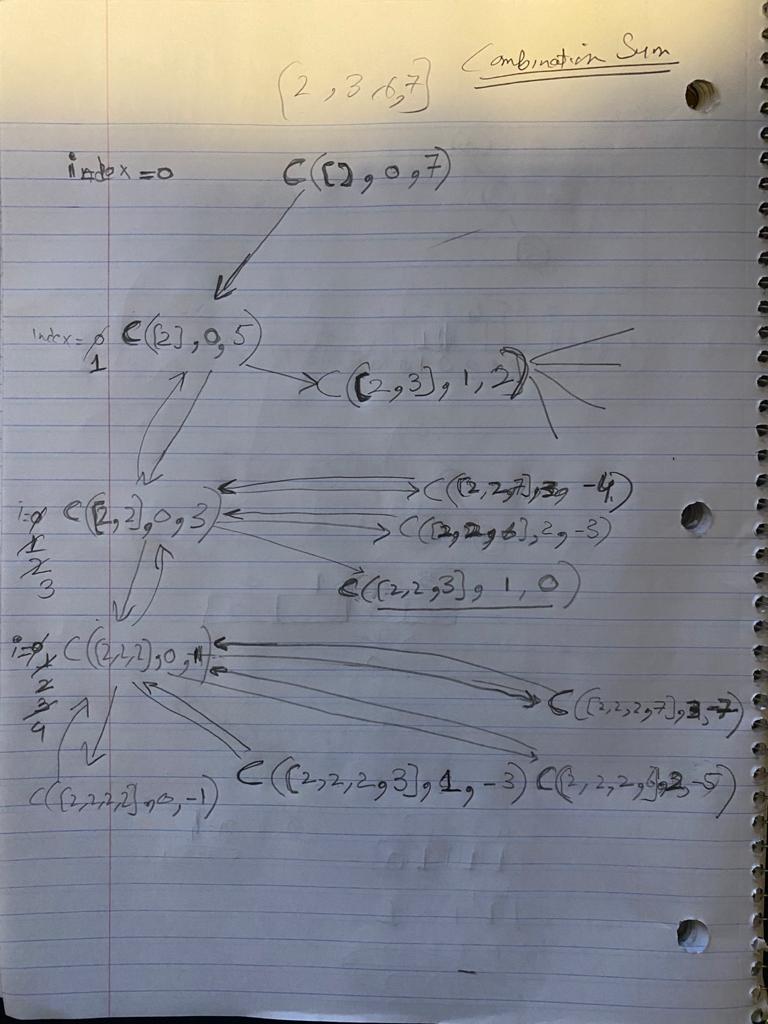 Combination Sum
[2, 3, 6, 7]
index = 0 C([], 0, 7)
index = 0 C([2], 0, 5)
1
C([2,3], 1, 2)
C([2,2,7], 3, -4)
i=0 C([2,2], 0, 3)
C([2,2,6], 2, -3)
1
2
3
C([2,2,3], 1, 0)
i=0 C([2,2,2], 0, 1)
1
2
3
4
C([2,2,2,7], 3, -7)
C([2,2,2,2], 0, -1) C([2,2,2,3], 1, -3) C([2,2,2,6], 2, -5)